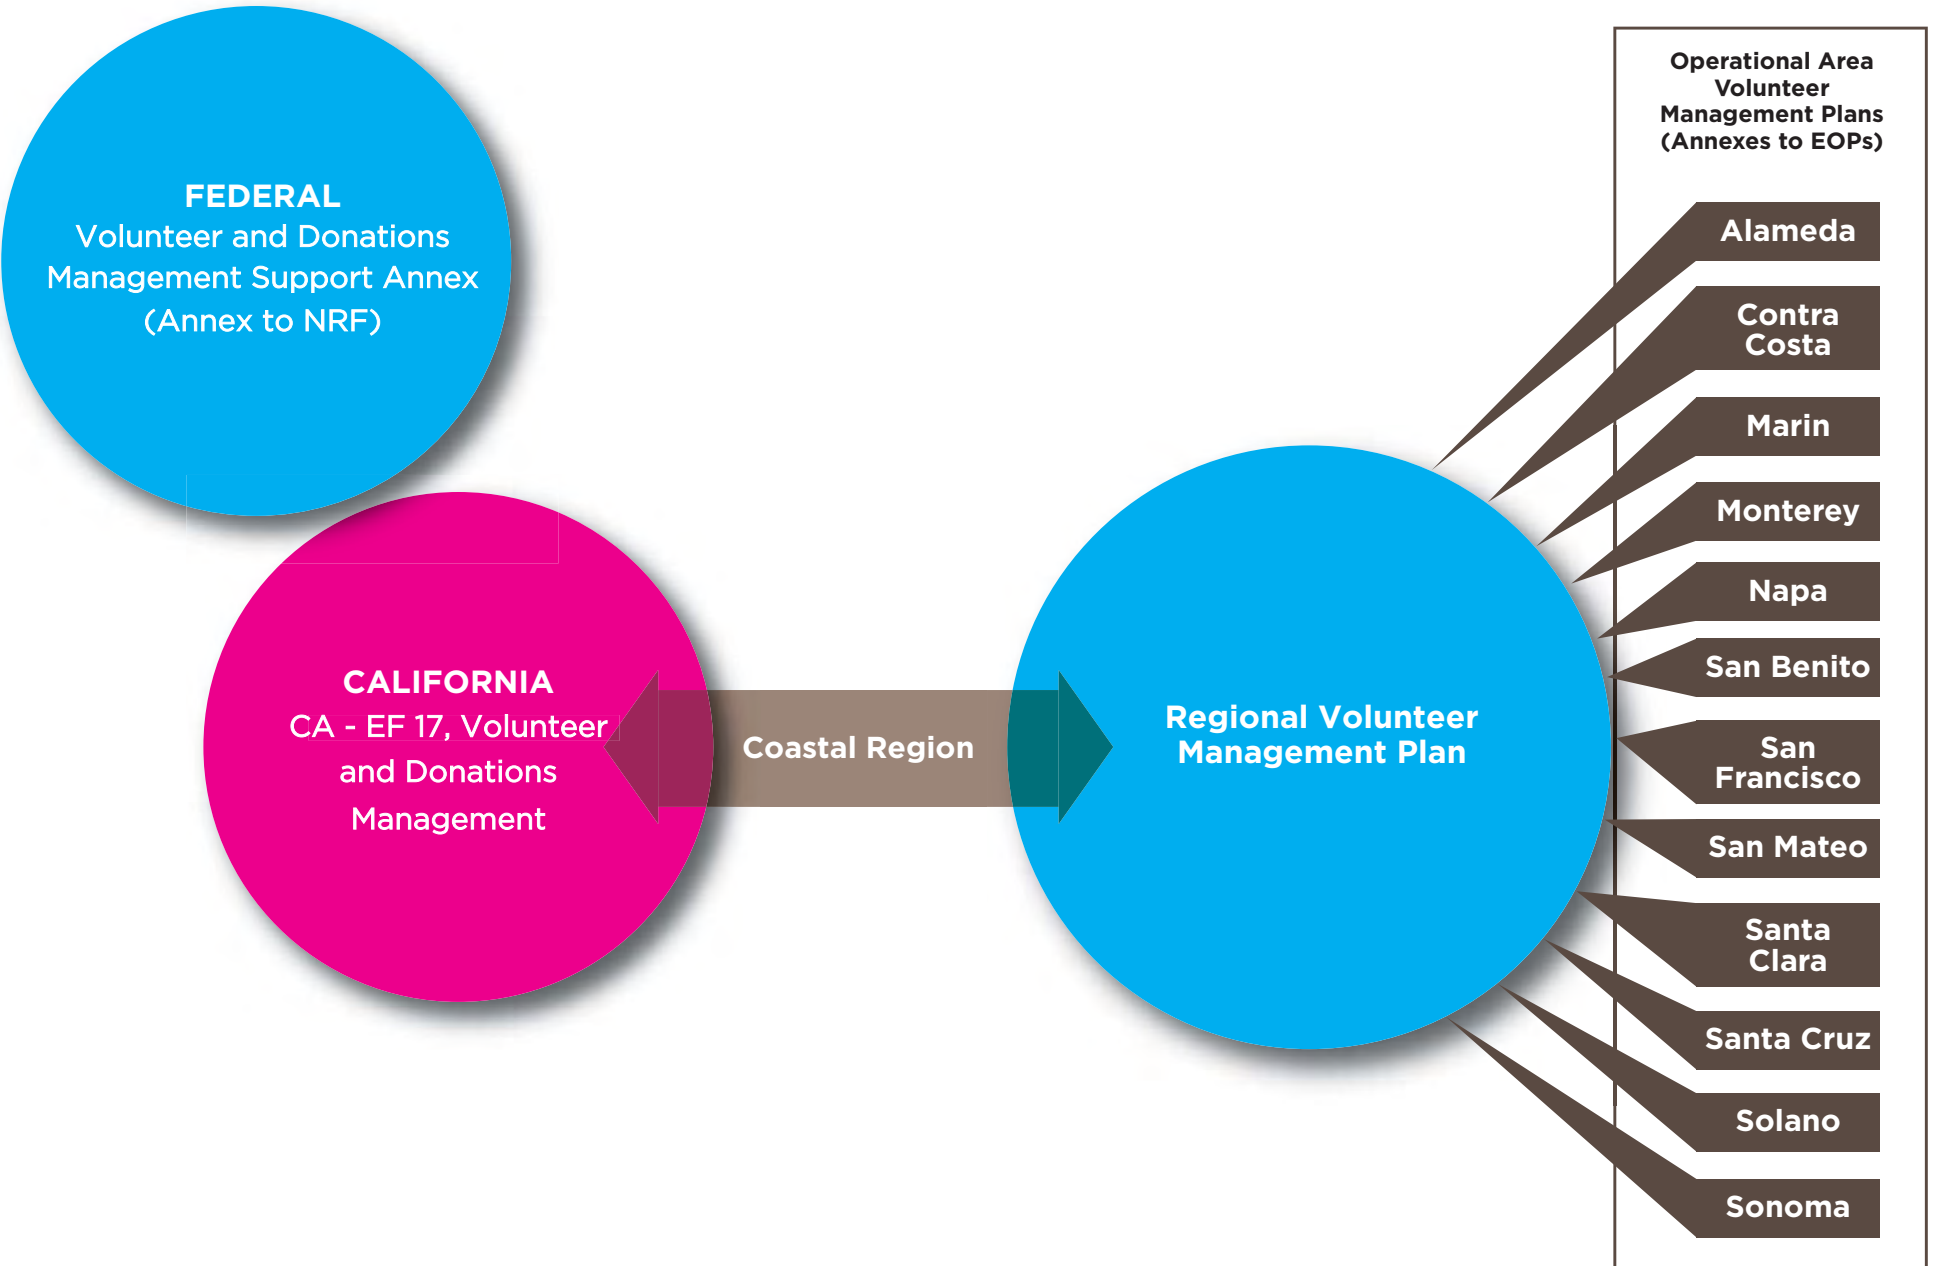 FEDERAL
Volunteer and Donations
Management Support Annex
(Annex to NRF)
CALIFORNIA
CA - EF 17, Volunteer
and Donations
Management
Coastal Region
Regional Volunteer
Management Plan
Operational Area
Volunteer
Management Plans
(Annexes to EOPs)
Alameda
Contra
Costa
Marin
Monterey
Napa
San Benito
San
Francisco
San Mateo
Santa
Clara
Santa Cruz
Solano
Sonoma